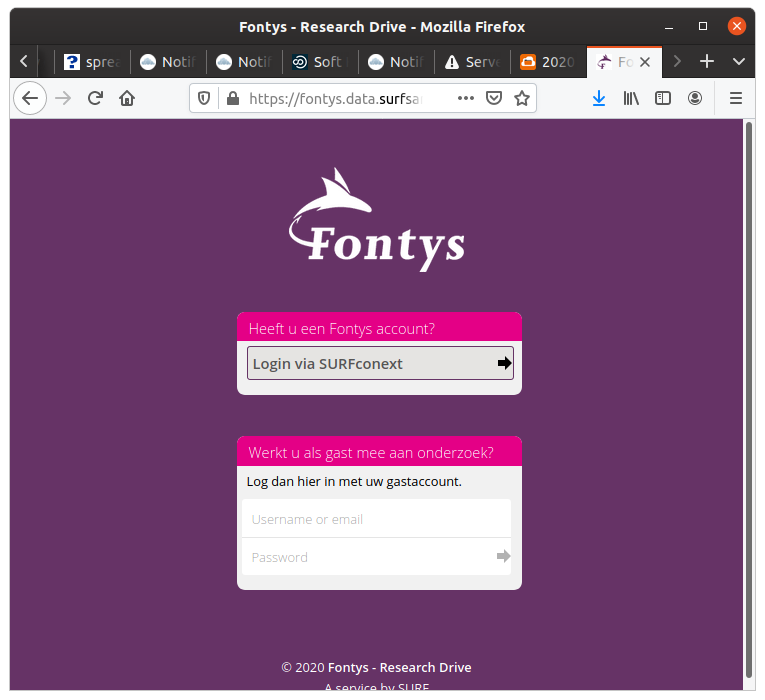 Fontys - Research Drive - Mozilla Firefox
sprea
Notif
Notif
Soft
Notif
Serve
2020
Fo
https://fontys.data.surfsa
Fontys
Heeft u een Fontys account?
Login via SURFconext
Werkt u als gast mee aan onderzoek?
Log dan hier in met uw gastaccount.
Username or email
Password
© 2020 Fontys - Research Drive
A service by SURF